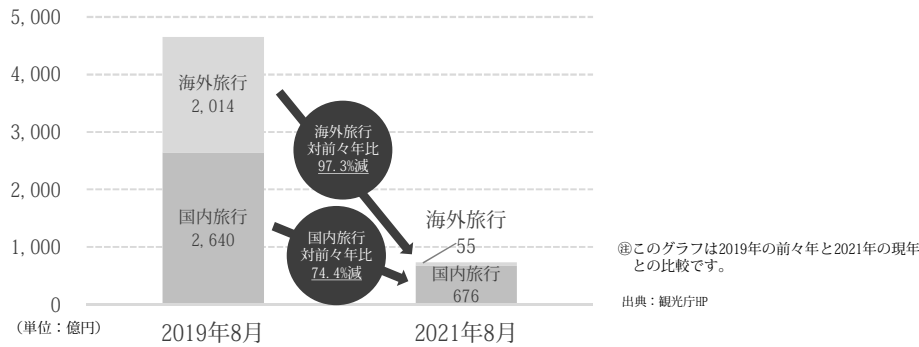 5,000
4,000
3,000
2,000
1,000
0
(単位：億円)
海外旅行
2,014
国内旅行
2,640
海外旅行
対前々年比
97.3%減
国内旅行
対前々年比
74.4%減
海外旅行
55
国内旅行
676
2019年8月
2021年8月
㊟このグラフは2019年の前々年と2021年の現年
との比較です。
出典：観光庁HP